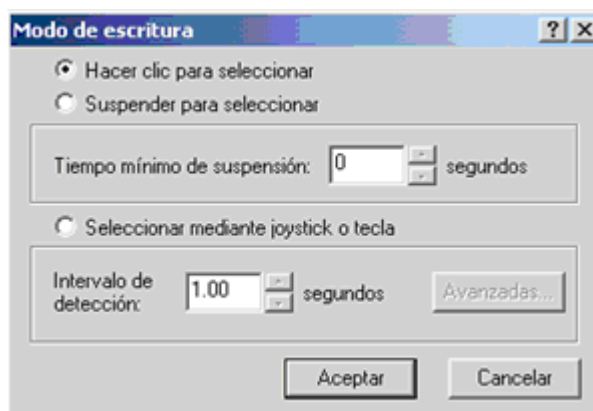 Modo de escritura
Hacer clic para seleccionar
Suspender para seleccionar
Tiempo mínimo de suspensión: 0 segundos
Seleccionar mediante joystick o tecla
Intervalo de
detección: 1.00 segundos Avanzadas...
Aceptar Cancelar